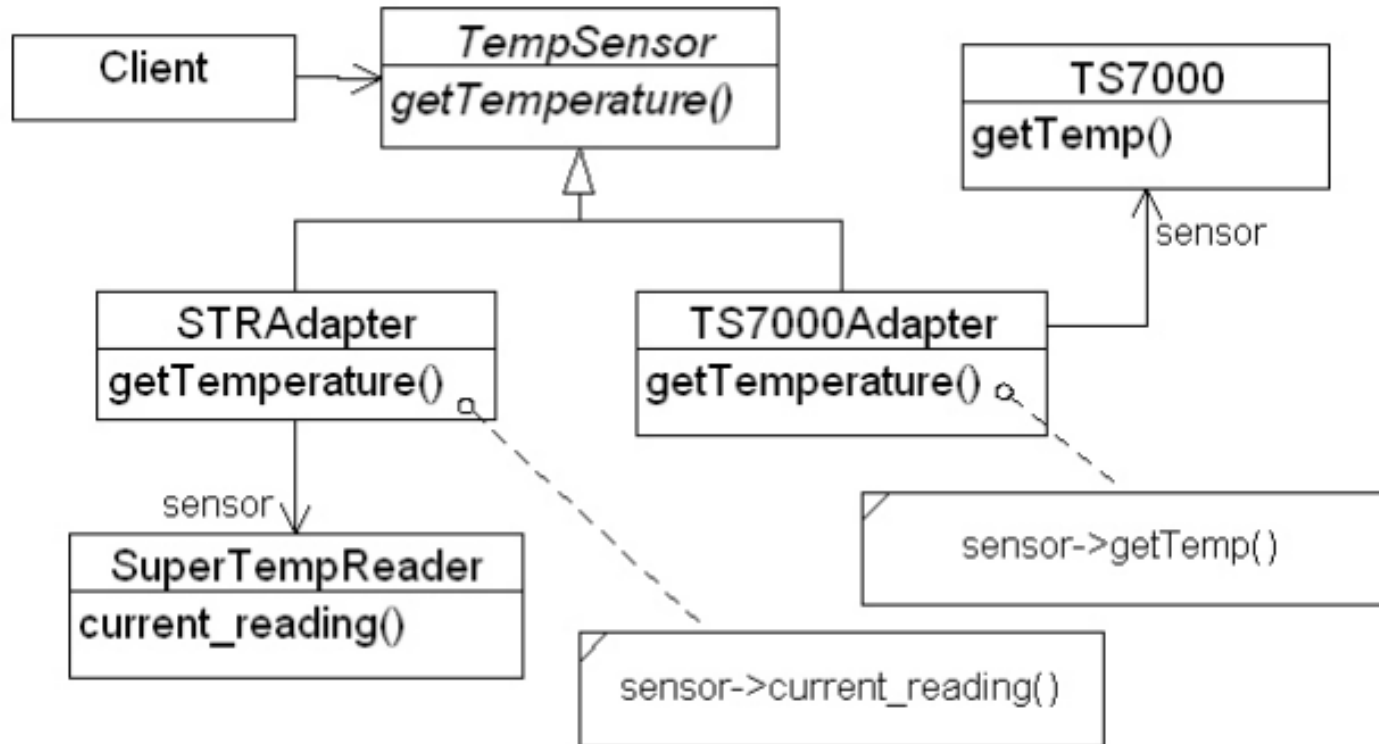 Client
TempSensor
getTemperature()
TS7000
getTemp()
sensor
STRAdapter
getTemperature()
TS7000Adapter
getTemperature()
sensor
SuperTempReader
current_reading()
sensor->getTemp()
sensor->current_reading()